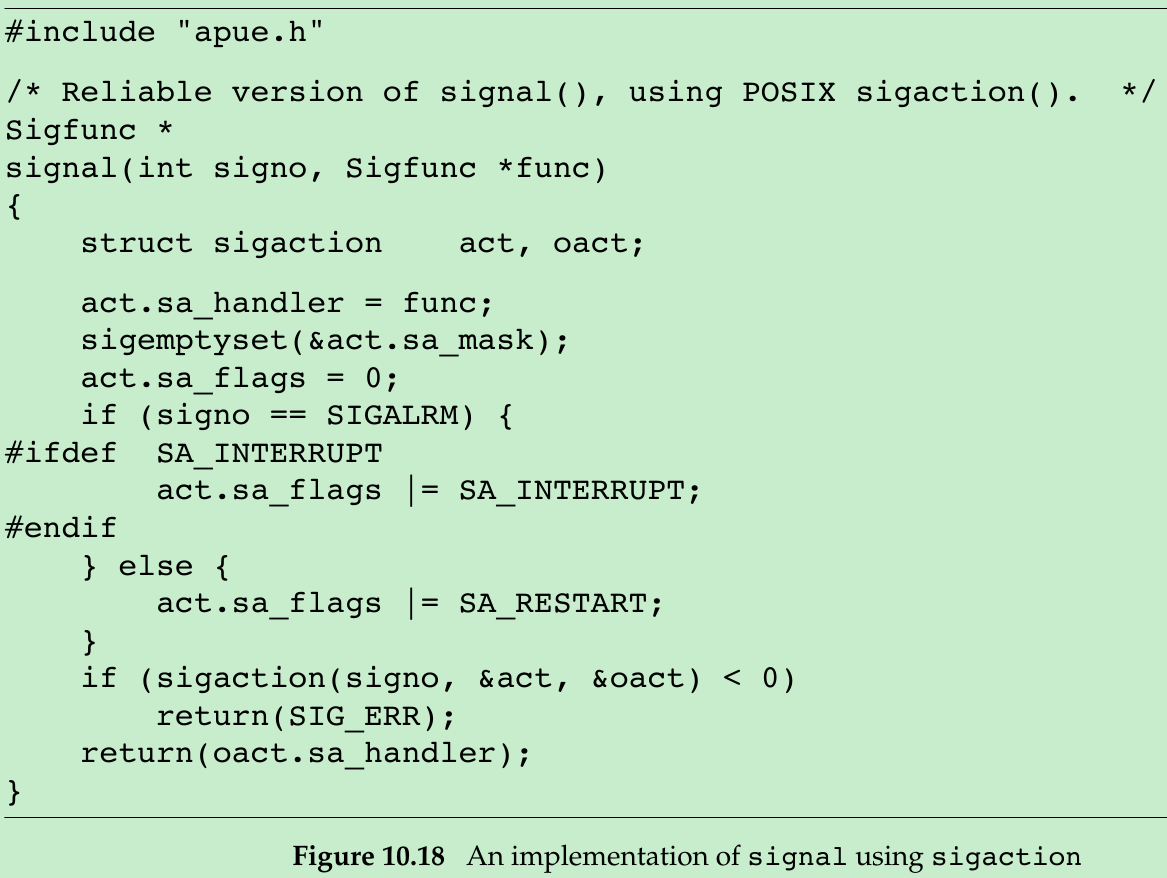 #include "apue.h"
/* Reliable version of signal(), using POSIX sigaction().  */
Sigfunc *
signal(int signo, Sigfunc *func)
{
    struct sigaction    act, oact;
    act.sa_handler = func;
    sigemptyset(&act.sa_mask);
    act.sa_flags = 0;
    if (signo == SIGALRM) {
#ifdef  SA_INTERRUPT
        act.sa_flags |= SA_INTERRUPT;
#endif
    } else {
        act.sa_flags |= SA_RESTART;
    }
    if (sigaction(signo, &act, &oact) < 0)
        return(SIG_ERR);
    return(oact.sa_handler);
}
Figure 10.18 An implementation of signal using sigaction